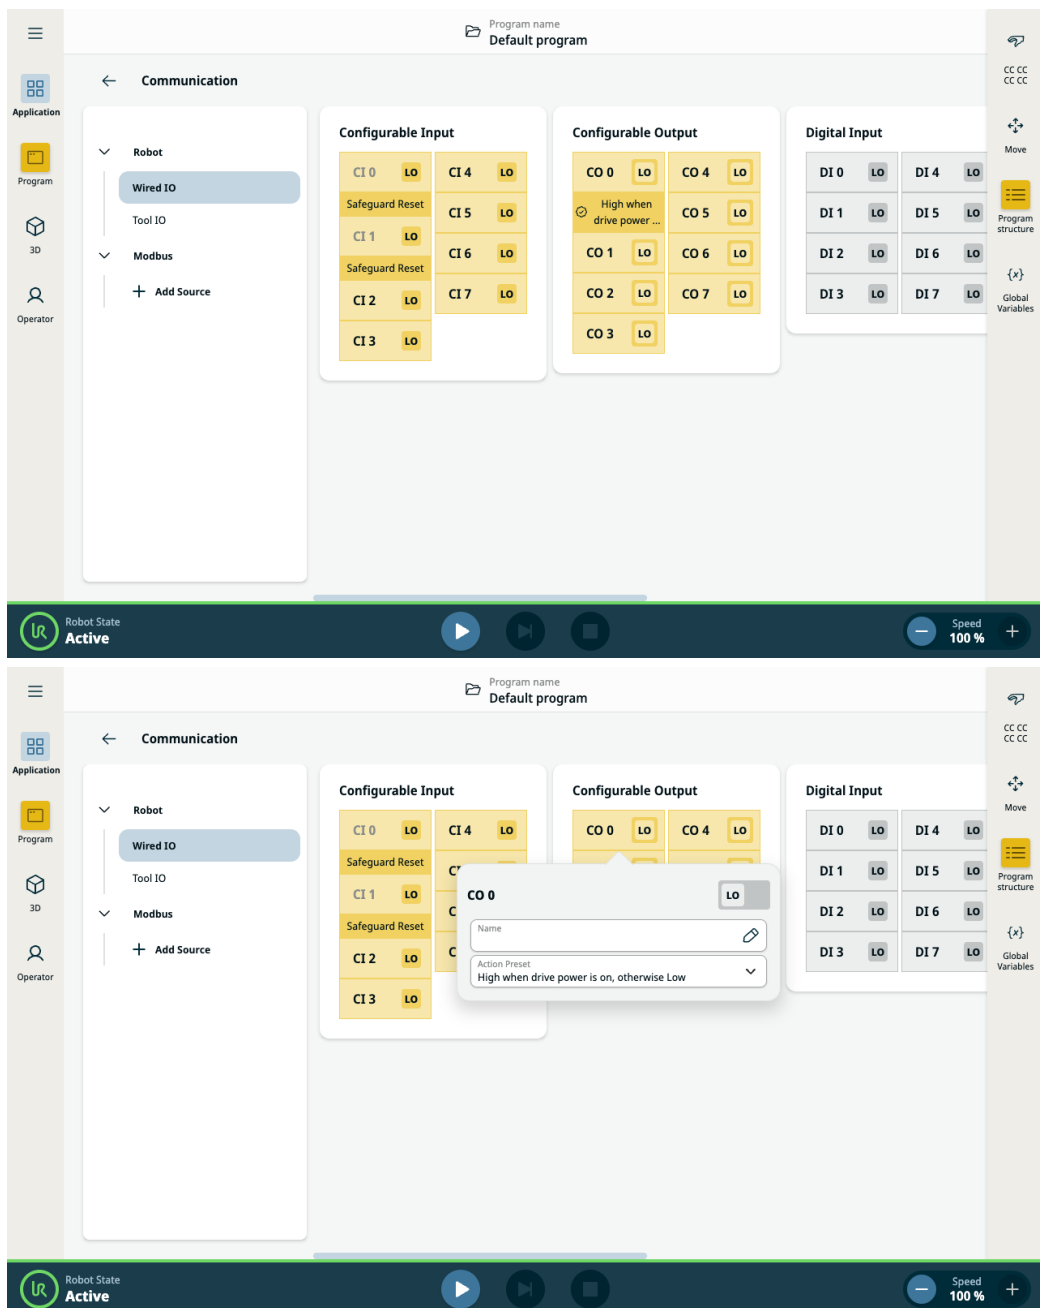 Program name
Default program
Communication
Application
Program
3D
Operator
Robot
Wired IO
Tool IO
Modbus
Add Source
Configurable Input
CI 0 LO CI 4 LO
Safeguard Reset
CI 5 LO
CI 1 LO
CI 6 LO
Safeguard Reset
CI 2 LO CI 7 LO
CI 3 LO
Configurable Output
CO 0 LO CO 4 LO
High when
drive power ...
CO 5 LO
CO 1 LO CO 6 LO
CO 2 LO CO 7 LO
CO 3 LO
Digital Input
DI 0 LO DI 4 LO
DI 1 LO DI 5 LO
DI 2 LO DI 6 LO
DI 3 LO DI 7 LO
CC CC
CC CC
Move
Program
structure
{x}
Global
Variables
UR
Robot State
Active
Speed
100 %
Program name
Default program
Communication
Application
Program
3D
Operator
Robot
Wired IO
Tool IO
Modbus
Add Source
Configurable Input
CI 0 LO CI 4 LO
Safeguard Reset
CI 1 LO
Safeguard Reset
CI 2 LO
CI 3 LO
Configurable Output
CO 0 LO CO 4 LO
CO 0 LO
Name
Action Preset
High when drive power is on, otherwise Low
Digital Input
DI 0 LO DI 4 LO
DI 1 LO DI 5 LO
DI 2 LO DI 6 LO
DI 3 LO DI 7 LO
CC CC
CC CC
Move
Program
structure
{x}
Global
Variables
UR
Robot State
Active
Speed
100 %